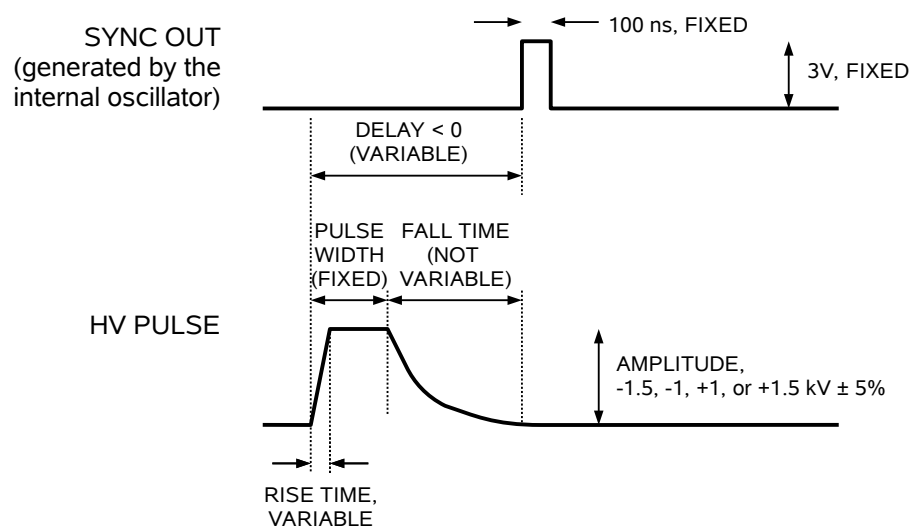 SYNC OUT
(generated by the
internal oscillator)
100 ns, FIXED
3V, FIXED
DELAY < 0
(VARIABLE)
PULSE
WIDTH
(FIXED)
FALL TIME
(NOT
VARIABLE)
HV PULSE
AMPLITUDE,
-1.5, -1, +1, or +1.5 kV ± 5%
RISE TIME,
VARIABLE